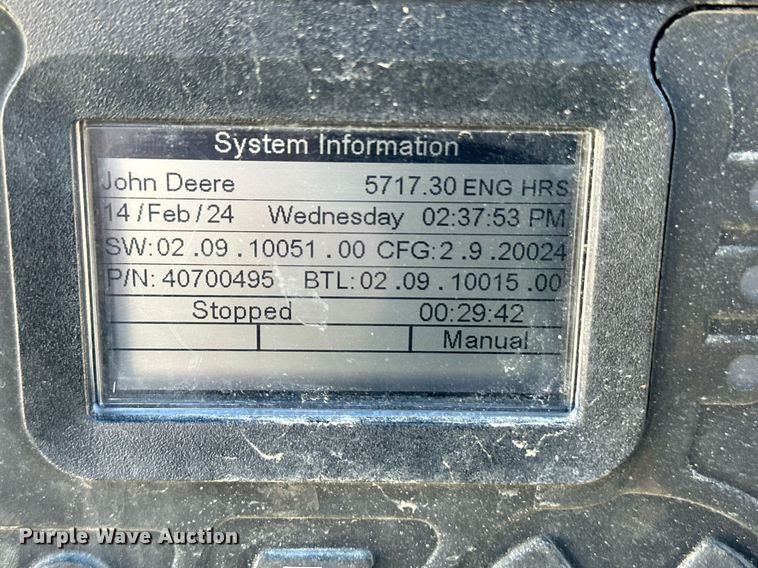 System Information
John Deere 5717.30 ENG HRS
14/Feb/24 Wednesday 02:37:53 PM
SW:02.09.10051.00 CFG:2.9.20024
P/N: 40700495 BTL:02.09.10015.00
Stopped 00:29:42
Manual
Purple Wave Auction